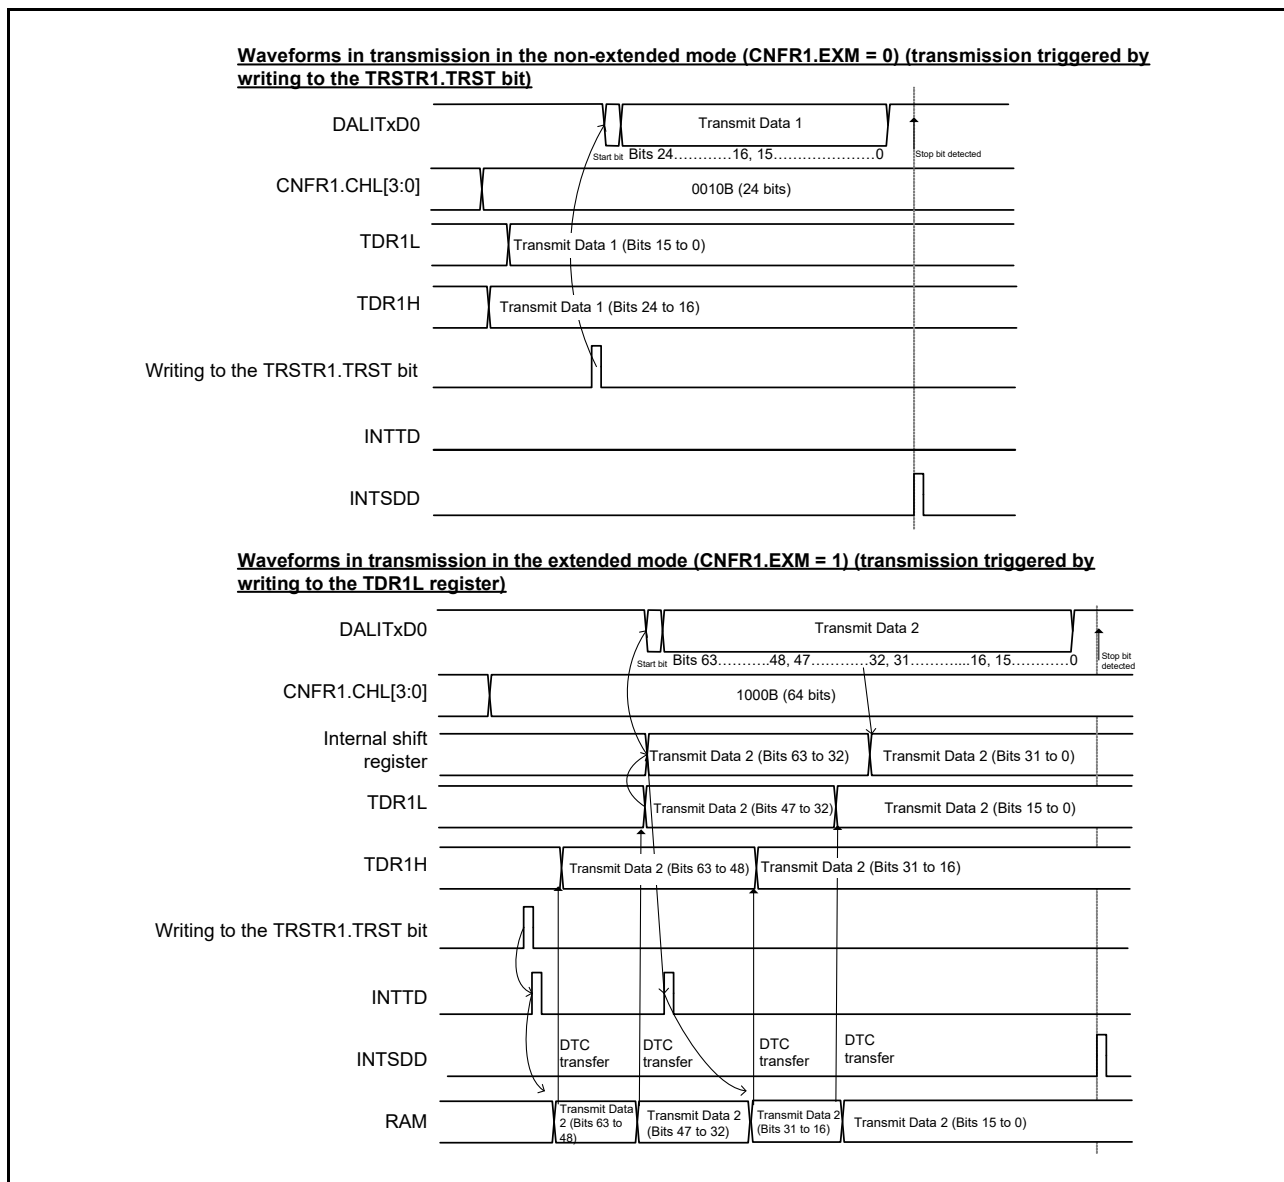 Waveforms in transmission in the non-extended mode (CNFR1.EXM = 0) (transmission triggered by
writing to the TRSTR1.TRST bit)
DALITxD0
Transmit Data 1
Start bit
Bits 24…………16, 15…………………0
Stop bit detected
CNFR1.CHL[3:0]
0010B (24 bits)
TDR1L
Transmit Data 1 (Bits 15 to 0)
TDR1H
Transmit Data 1 (Bits 24 to 16)
Writing to the TRSTR1.TRST bit
INTTD
INTSDD
Waveforms in transmission in the extended mode (CNFR1.EXM = 1) (transmission triggered by
writing to the TDR1L register)
DALITxD0
Transmit Data 2
Start bit
Bits 63………..48, 47…………32, 31………....16, 15…………0
Stop bit
detected
CNFR1.CHL[3:0]
1000B (64 bits)
Internal shift
register
Transmit Data 2 (Bits 63 to 32)
Transmit Data 2 (Bits 31 to 0)
TDR1L
Transmit Data 2 (Bits 47 to 32)
Transmit Data 2 (Bits 15 to 0)
TDR1H
Transmit Data 2 (Bits 63 to 48)
Transmit Data 2 (Bits 31 to 16)
Writing to the TRSTR1.TRST bit
INTTD
INTSDD
DTC
transfer
DTC
transfer
DTC
transfer
DTC
transfer
RAM
Transmit Data
2 (Bits 63 to
48)
Transmit Data 2
(Bits 47 to 32)
Transmit Data 2
(Bits 31 to 16)
Transmit Data 2 (Bits 15 to 0)